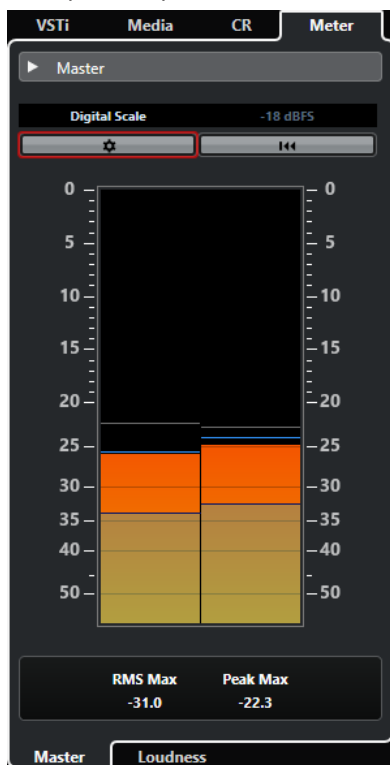 VSTi Media CR Meter
Master
Digital Scale -18 dBFS
0 0
5 5
10 10
15 15
20 20
25 25
30 30
35 35
40 40
50 50
RMS Max Peak Max
-31.0 -22.3
Master Loudness